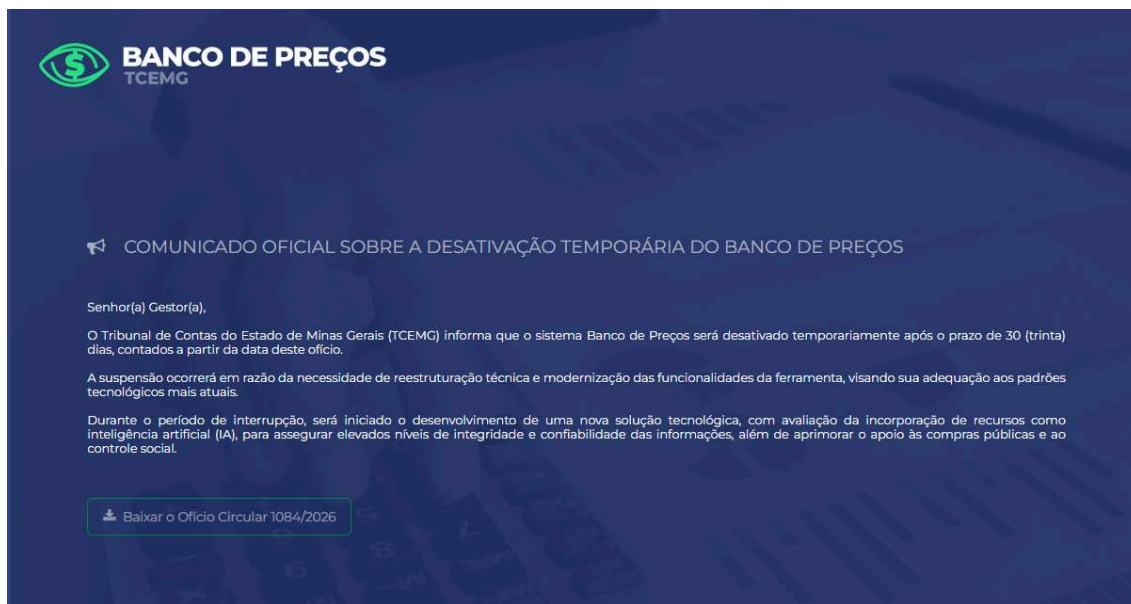 BANCO DE PREÇOS
TCEMG
COMUNICADO OFICIAL SOBRE A DESATIVAÇÃO TEMPORÁRIA DO BANCO DE PREÇOS
Senhor(a) Gestor(a),
O Tribunal de Contas do Estado de Minas Gerais (TCEMG) informa que o sistema Banco de Preços será desativado temporariamente após o prazo de 30 (trinta)
dias, contados a partir da data deste ofício.
A suspensão ocorrerá em razão da necessidade de reestruturação técnica e modernização das funcionalidades da ferramenta, visando sua adequação aos padrões
tecnológicos mais atuais.
Durante o período de interrupção, será iniciado o desenvolvimento de uma nova solução tecnológica, com avaliação da incorporação de recursos como
inteligência artificial (IA), para assegurar elevados níveis de integridade e confiabilidade das informações, além de aprimorar o apoio às compras públicas e ao
controle social.
Baixar o Ofício Circular 1084/2026